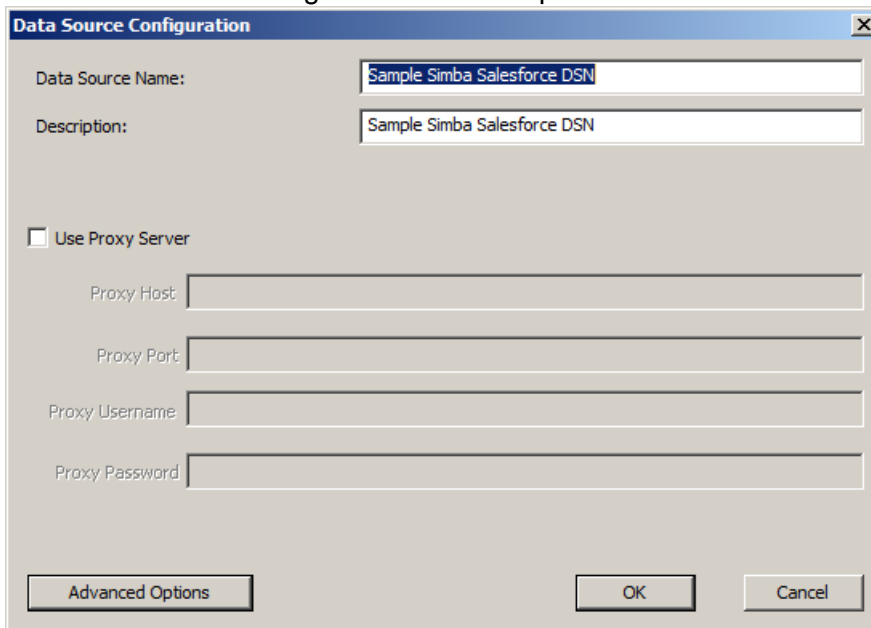 Data Source Configuration
Data Source Name: Sample Simba Salesforce DSN
Description: Sample Simba Salesforce DSN
Use Proxy Server
Proxy Host
Proxy Port
Proxy Username
Proxy Password
Advanced Options OK Cancel